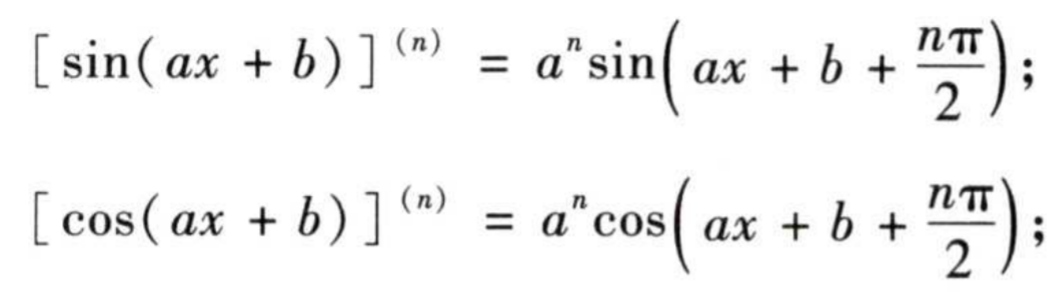 [sin(ax + b)]^(n) = a^n sin(ax + b + nπ/2);
[cos(ax + b)]^(n) = a^n cos(ax + b + nπ/2);